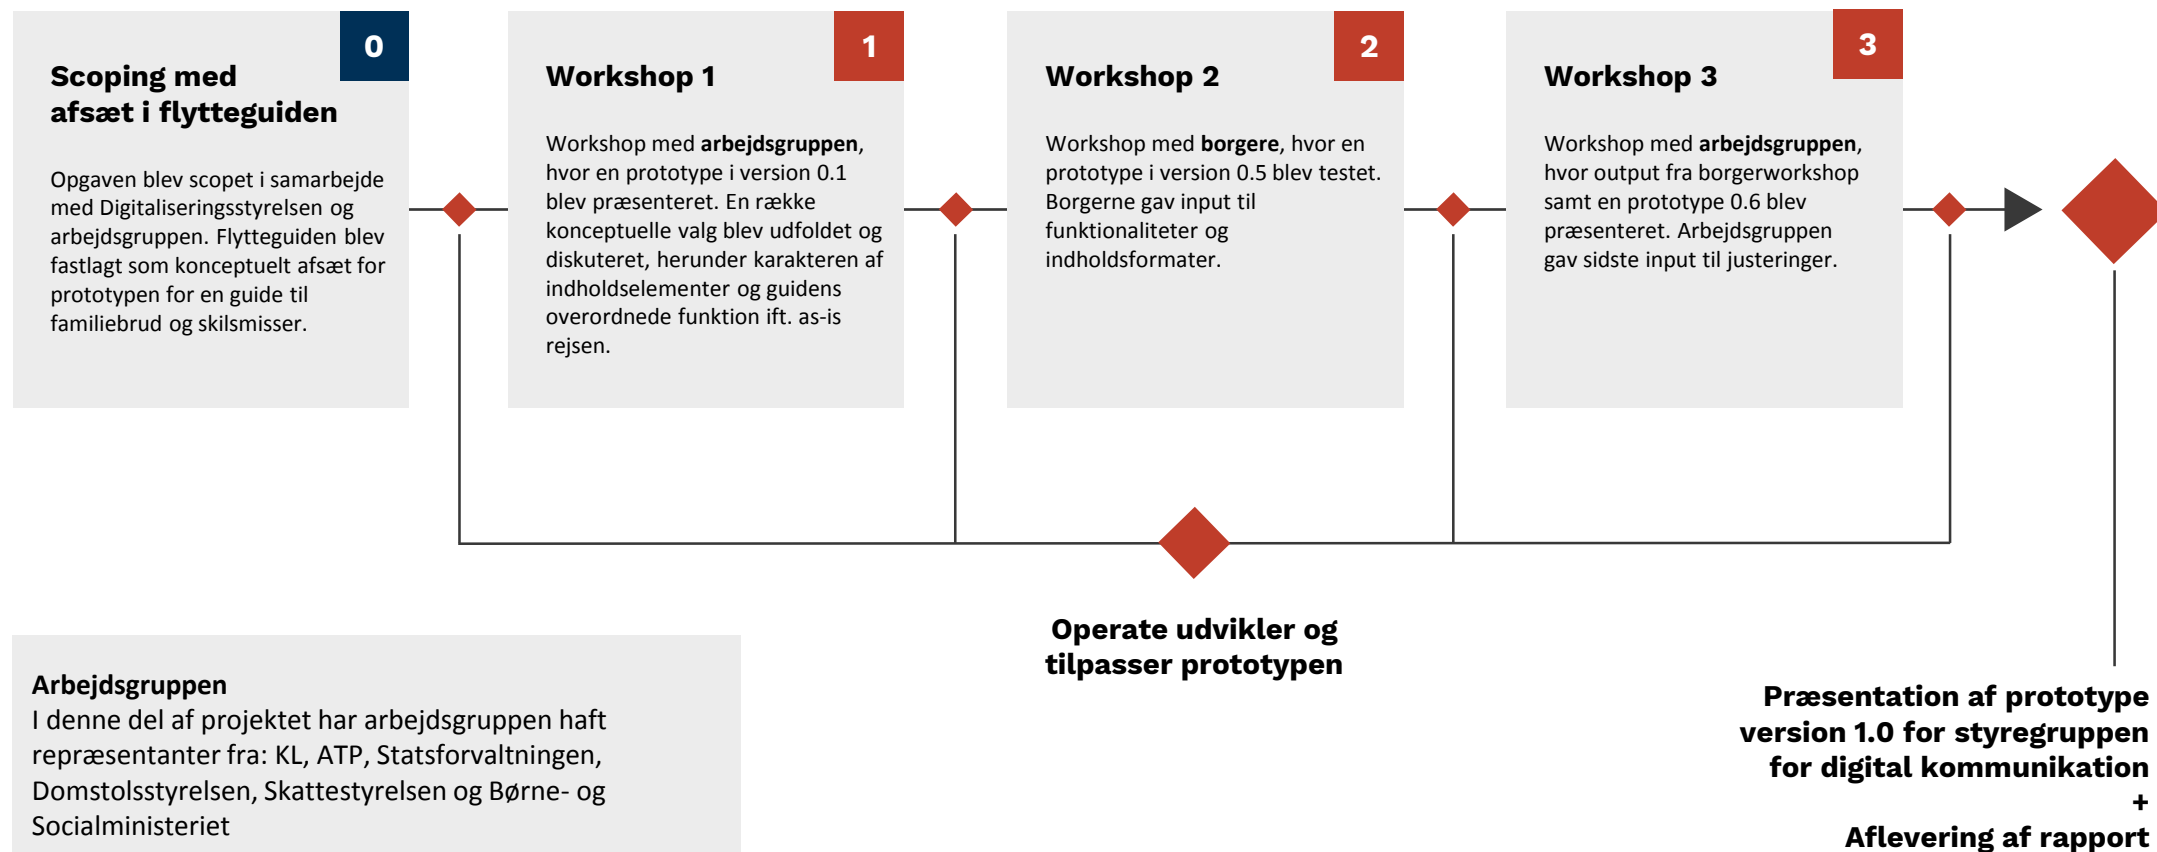 0
Scoping med
afsæt i flytteguiden
Opgaven blev scopet i samarbejde
med Digitaliseringsstyrelsen og
arbejdsgruppen. Flytteguiden blev
fastlagt som konceptuelt afsæt for
prototypen for en guide til
familiebrud og skilsmisser.
1
Workshop 1
Workshop med arbejdsgruppen,
hvor en prototype i version 0.1
blev præsenteret. En række
konceptuelle valg blev udfoldet og
diskuteret, herunder karakteren af
indholdselementer og guidens
overordnede funktion ift. as-is
rejsen.
2
Workshop 2
Workshop med borgere, hvor en
prototype i version 0.5 blev testet.
Borgerne gav input til
funktionaliteter og
indholdsformater.
3
Workshop 3
Workshop med arbejdsgruppen,
hvor output fra borgerworkshop
samt en prototype 0.6 blev
præsenteret. Arbejdsgruppen
gav sidste input til justeringer.
Operate udvikler og
tilpasser prototypen
Arbejdsgruppen
I denne del af projektet har arbejdsgruppen haft
repræsentanter fra: KL, ATP, Statsforvaltningen,
Domstolsstyrelsen, Skattestyrelsen og Børne- og
Socialministeriet
Præsentation af prototype
version 1.0 for styregruppen
for digital kommunikation
+
Aflevering af rapport